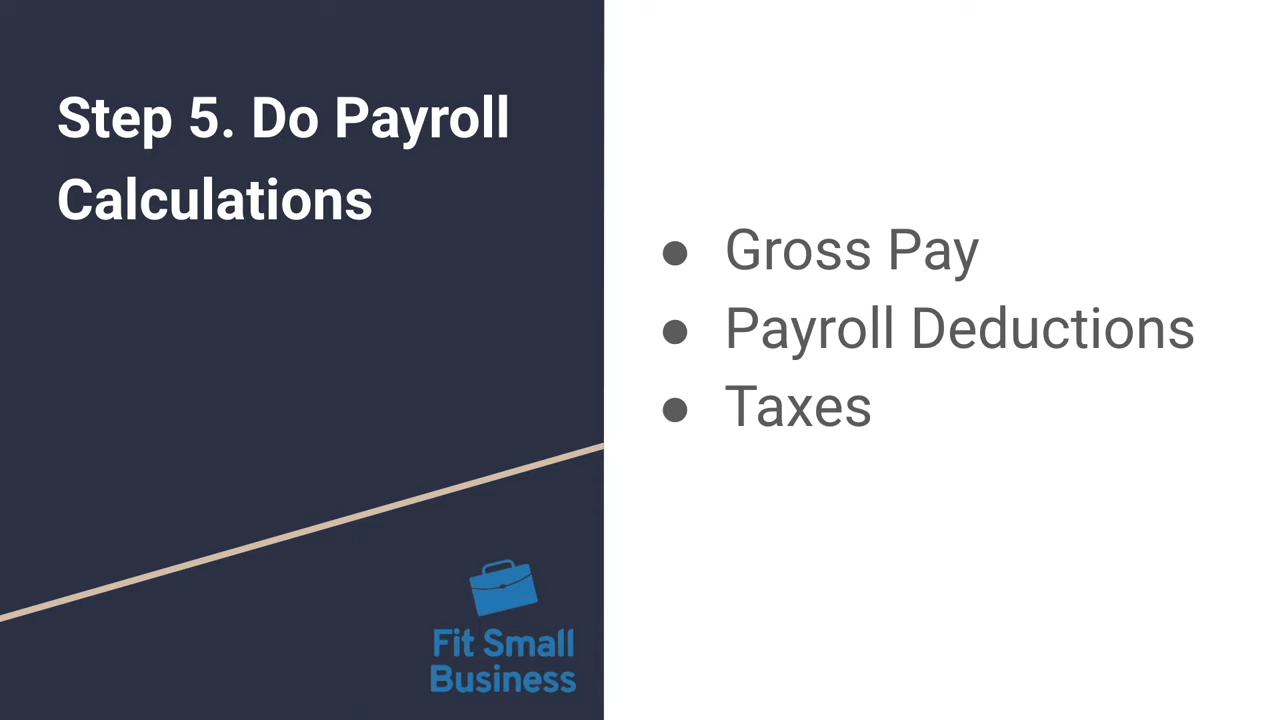 Step 5. Do Payroll
Calculations
● Gross Pay
● Payroll Deductions
● Taxes
Fit Small
Business